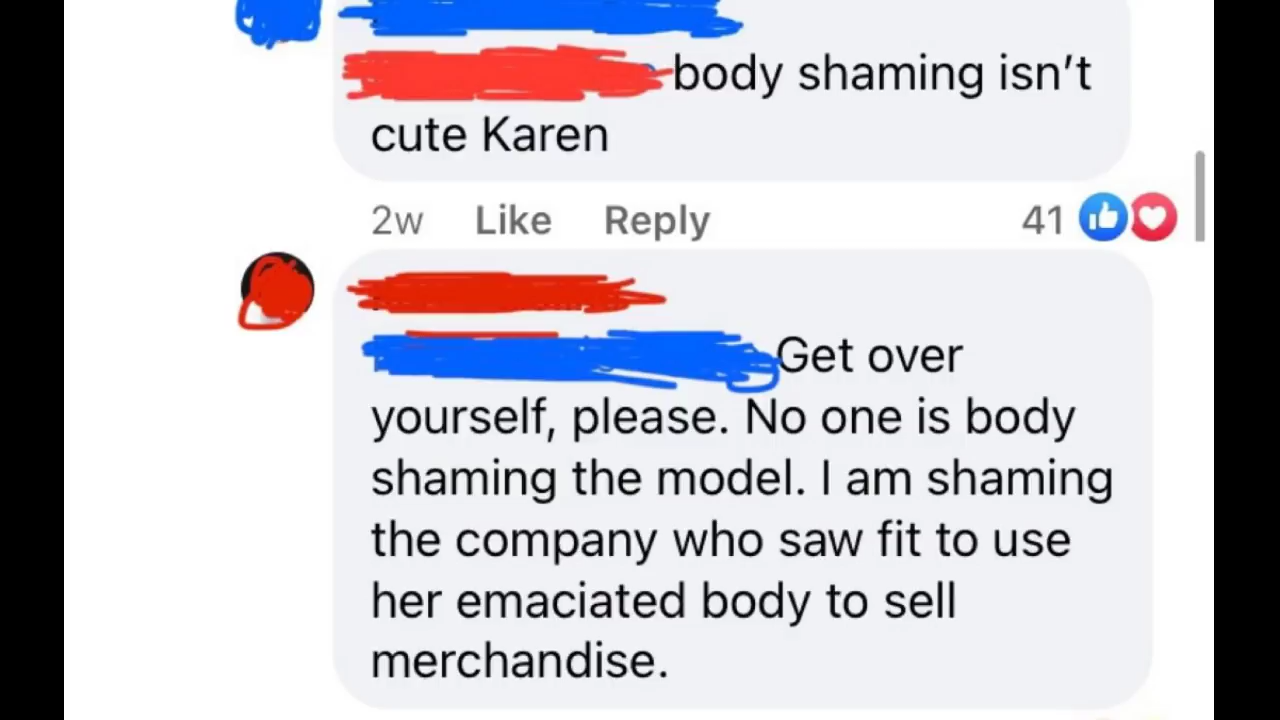 body shaming isn’t
cute Karen
2w Like Reply 41
Get over
yourself, please. No one is body
shaming the model. I am shaming
the company who saw fit to use
her emaciated body to sell
merchandise.